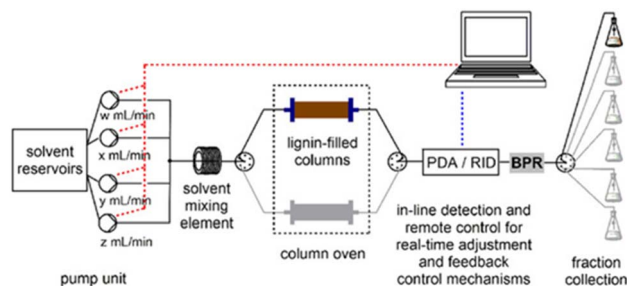 w mL/min
solvent
reservoirs
x mL/min
y mL/min
z mL/min
pump unit
solvent
mixing
element
lignin-filled
columns
column oven
PDA / RID
BPR
in-line detection and
remote control for
real-time adjustment
and feedback
control mechanisms
fraction
collection